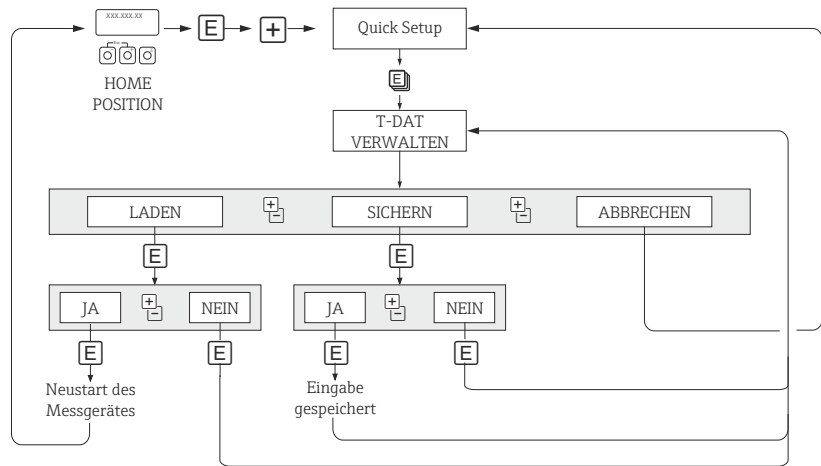 XXX.XXX.XX
Esc
E
+
Quick Setup
- + E
HOME
POSITION
E
T-DAT
VERWALTEN
LADEN
+
-
SICHERN
+
-
ABBRECHEN
E
E
JA
+
-
NEIN
JA
+
-
NEIN
E
E
E
E
Neustart des
Messgerätes
Eingabe
gespeichert